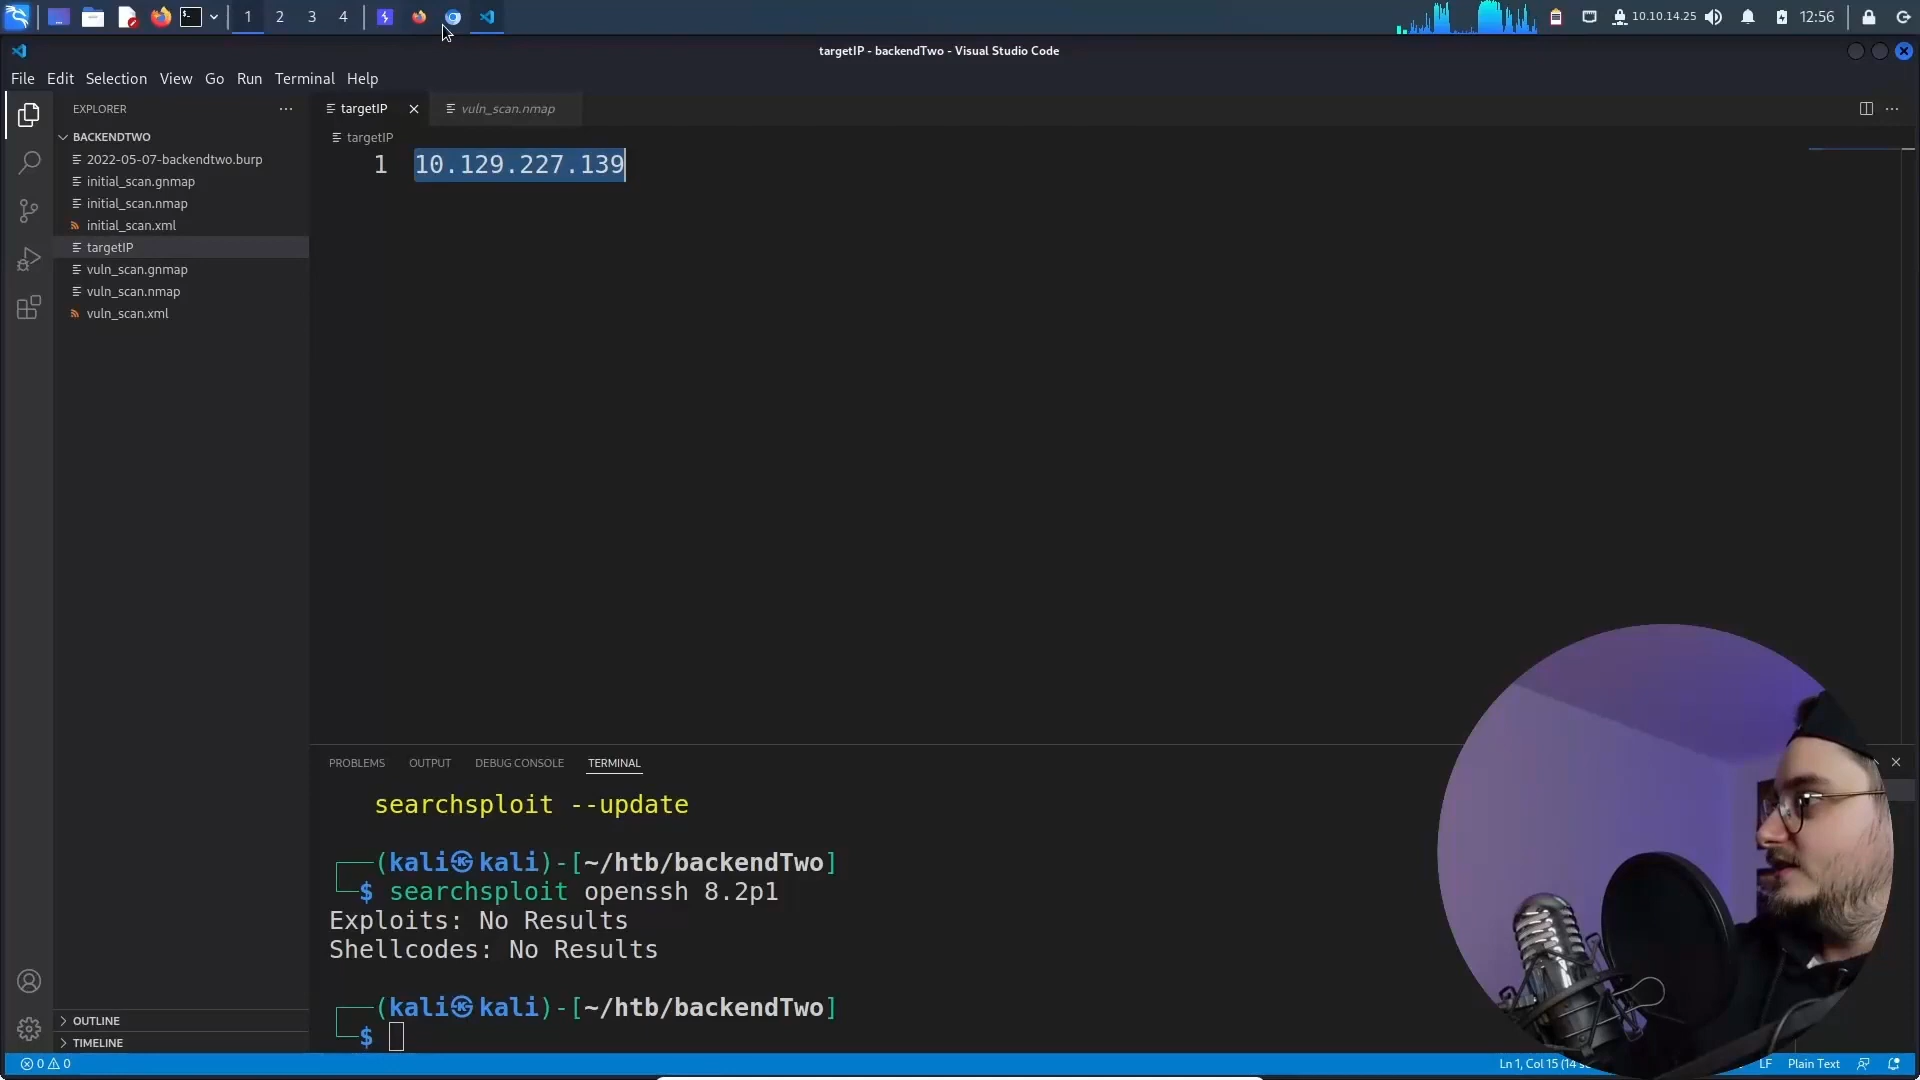 1 2 3 4
10.10.14.25
12:56
targetIP - backendTwo - Visual Studio Code
File Edit Selection View Go Run Terminal Help
EXPLORER
BACKENDTWO
2022-05-07-backendtwo.burp
initial_scan.gnmap
initial_scan.nmap
initial_scan.xml
targetIP
vuln_scan.gnmap
vuln_scan.nmap
vuln_scan.xml
OUTLINE
TIMELINE
targetIP
vuln_scan.nmap
targetIP
1 10.129.227.139
PROBLEMS OUTPUT DEBUG CONSOLE TERMINAL
searchsploit --update
(kali㉿kali)-[~/htb/backendTwo]
$ searchsploit openssh 8.2p1
Exploits: No Results
Shellcodes: No Results
(kali㉿kali)-[~/htb/backendTwo]
$
0 0
Ln 1, Col 15 (14
LF
Plain Text